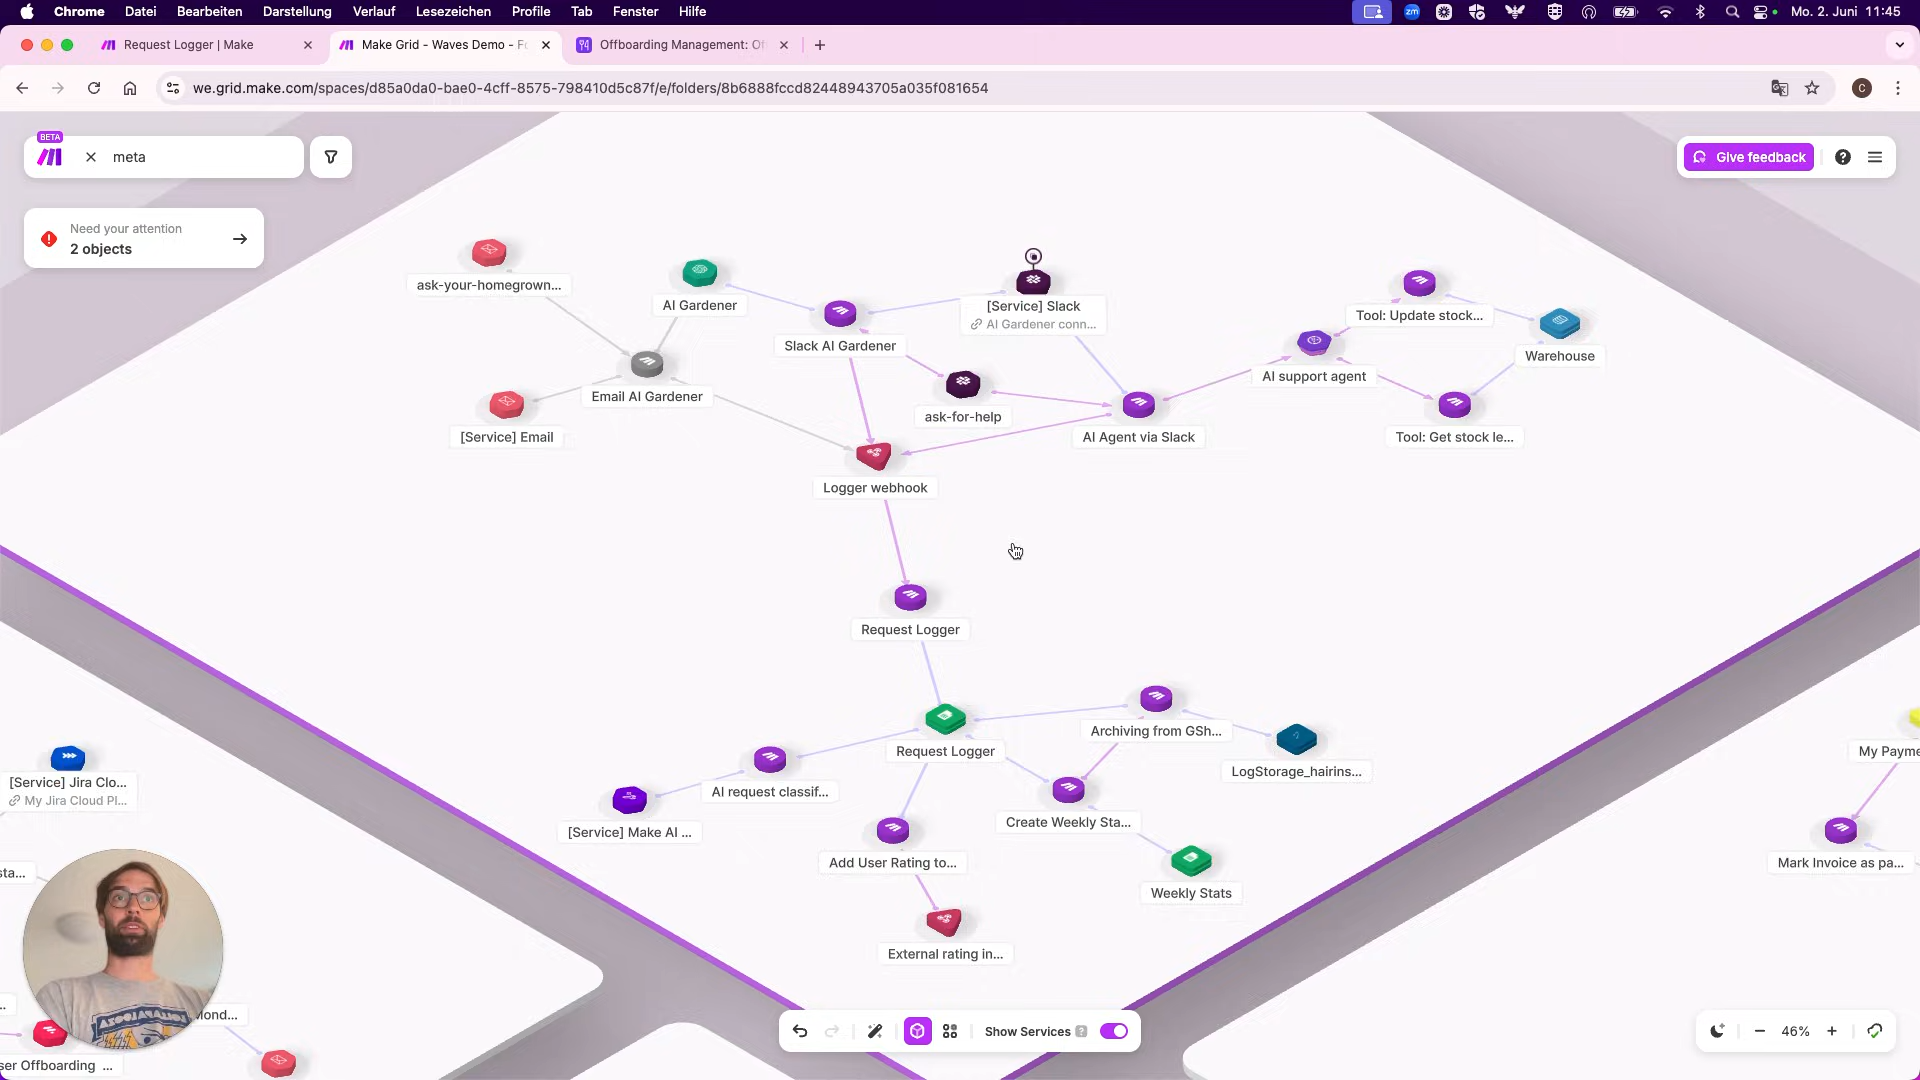 Chrome Datei Bearbeiten Darstellung Verlauf Lesezeichen Profile Tab Fenster Hilfe zm Mo. 2. Juni 11:45
Request Logger | Make
Make Grid - Waves Demo - Fo
Offboarding Management: Of
we.grid.make.com/spaces/d85a0da0-bae0-4cff-8575-798410d5c87f/e/folders/8b6888fccd82448943705a035f081654
C
BETA
meta
Give feedback
Need your attention
2 objects
ask-your-homegrown...
AI Gardener
[Service] Slack
AI Gardener conn...
Tool: Update stock...
Slack AI Gardener
Warehouse
AI support agent
Email AI Gardener
ask-for-help
[Service] Email
AI Agent via Slack
Tool: Get stock le...
Logger webhook
Request Logger
Archiving from GSh...
Request Logger
LogStorage_hairins...
AI request classif...
[Service] Make AI ...
Create Weekly Sta...
Add User Rating to...
Weekly Stats
External rating in...
[Service] Jira Clo...
My Jira Cloud Pl...
My Payme
Mark Invoice as pa...
sta...
Mond...
ser Offboarding ...
Show Services
46%